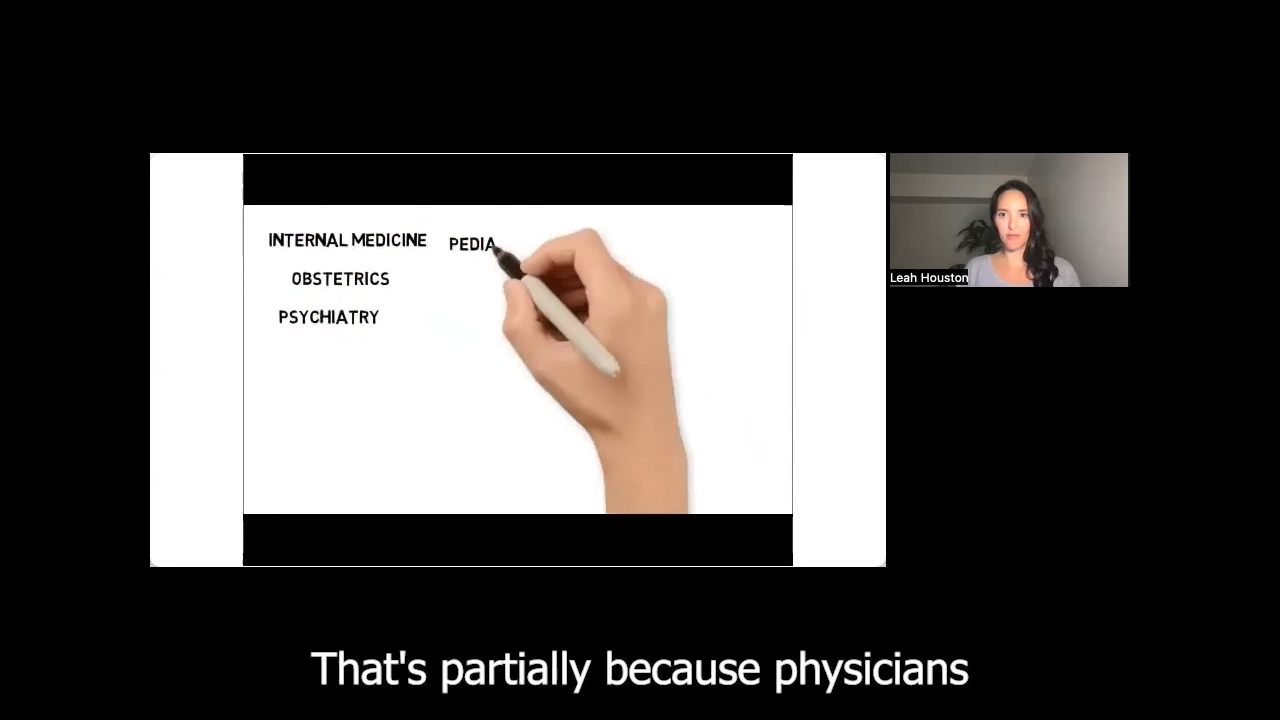 INTERNAL MEDICINE
OBSTETRICS
PSYCHIATRY
PEDIA
Leah Houston
That's partially because physicians